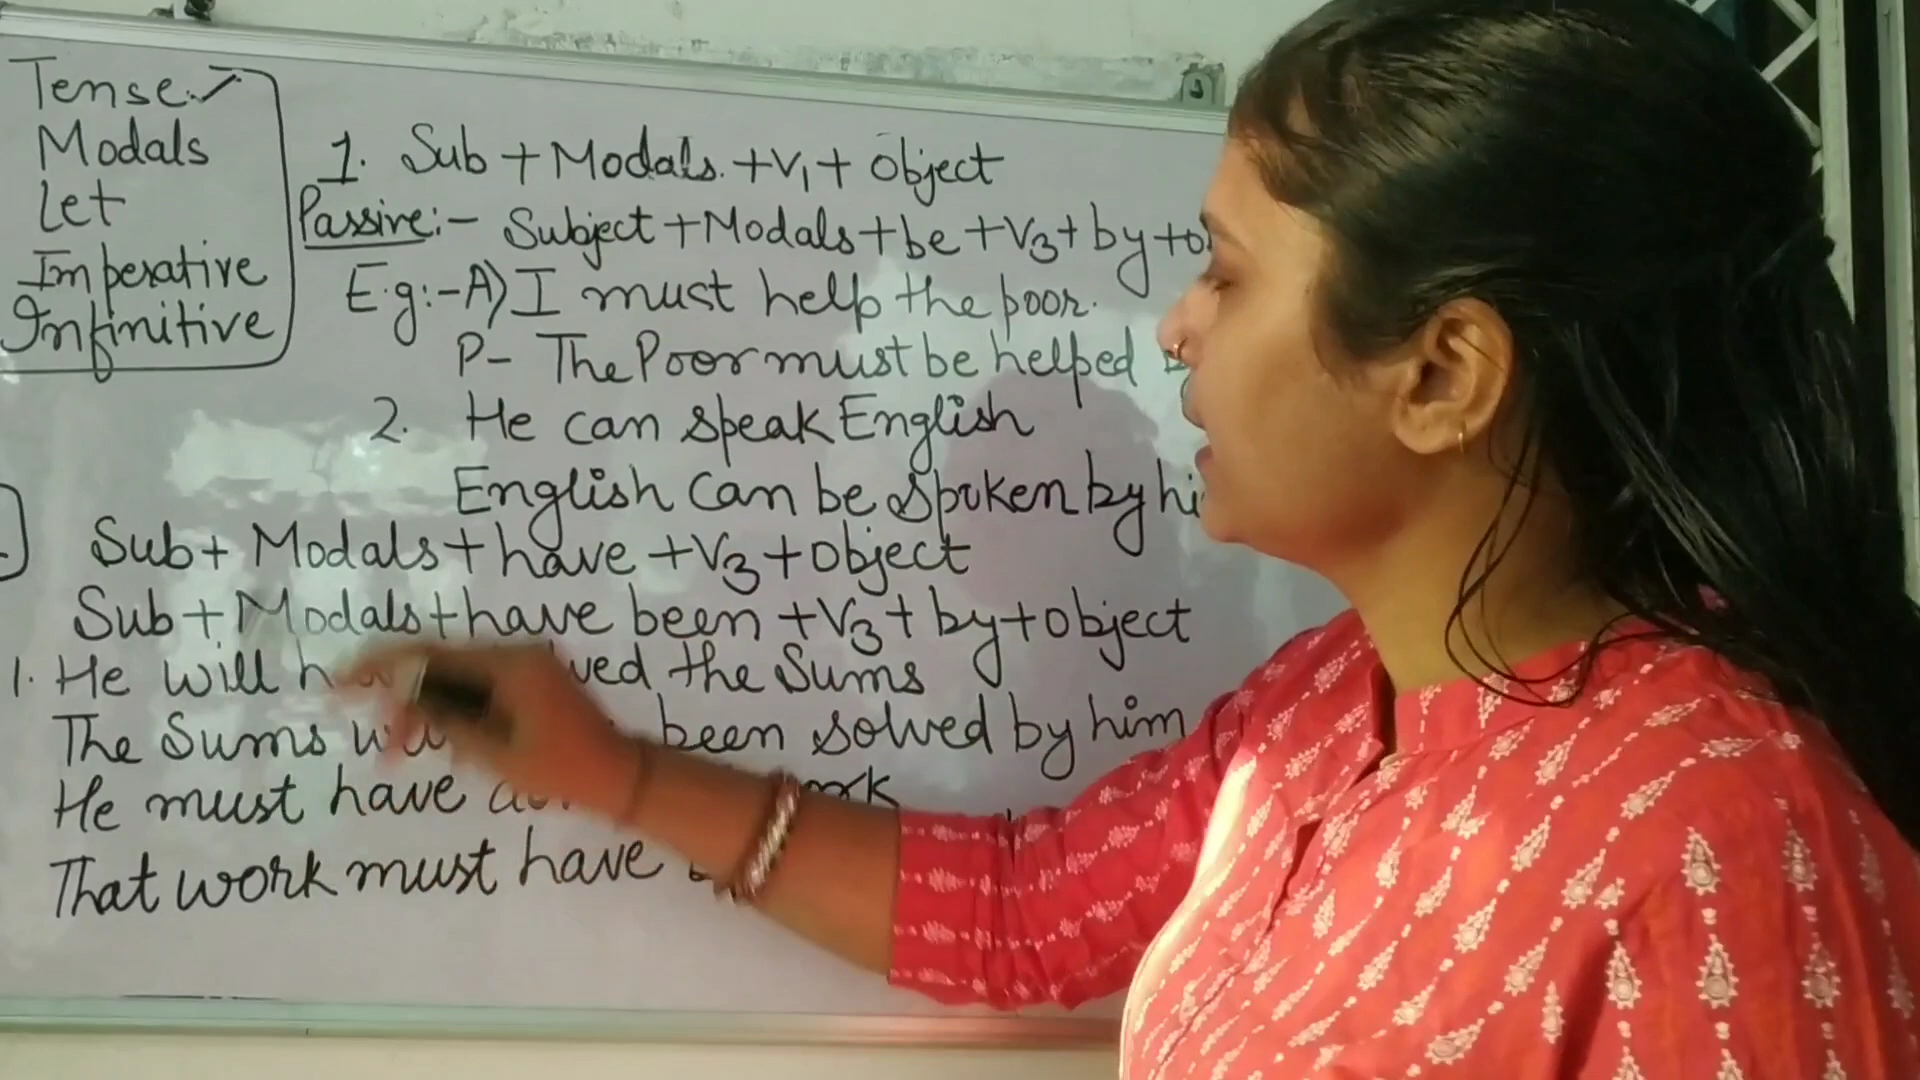 Tense
Modals
Let
Imperative
Infinitive
1. Sub + Modals. + V1 + Object
Passive:- Subject + Modals + be + V3 + by +
E.g:- A) I must help the poor.
P- The Poor must be helped
2. He can speak English
English can be spoken by
Sub + Modals + have + V3 + object
Sub + Modals + have been + V3 + by + object
1. He will the Sums
The Sums been solved by him
He must have
That work must have